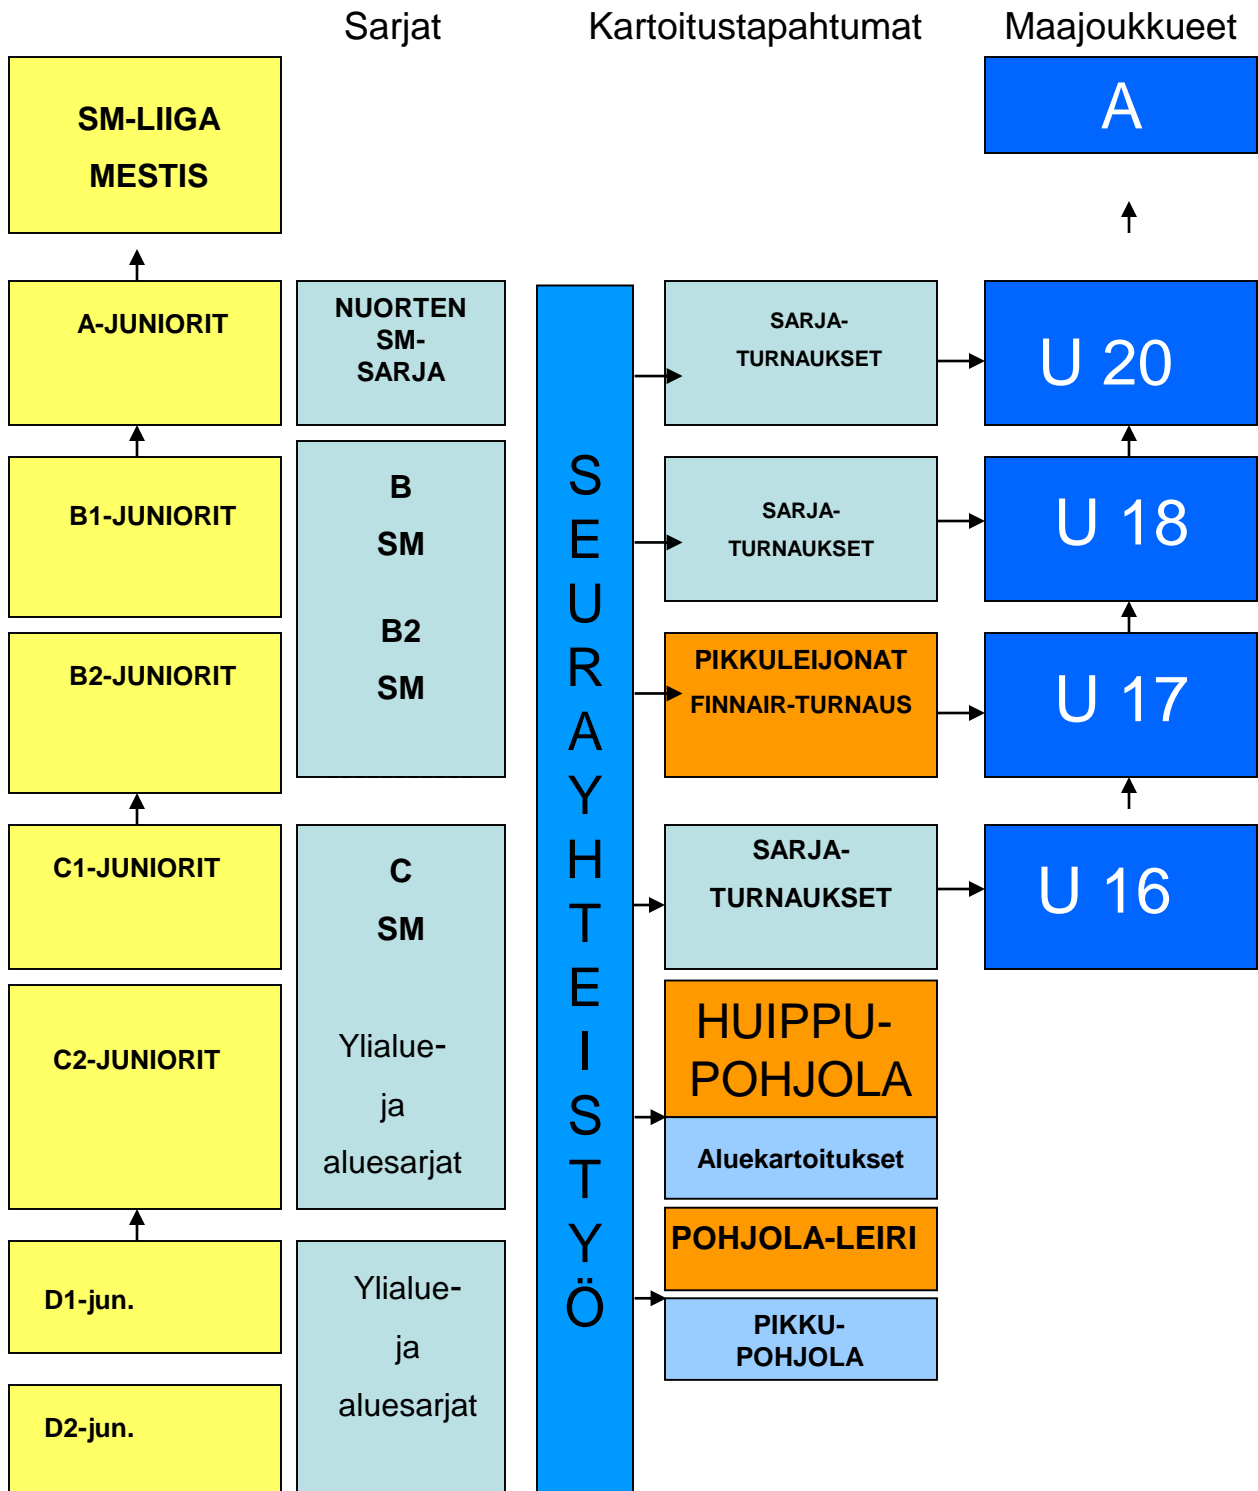 Sarjat
Kartoitustapahtumat
Maajoukkueet
SM-LIIGA
MESTIS
A
A-JUNIORIT
NUORTEN
SM-
SARJA
SARJA-
TURNAUKSET
U 20
B1-JUNIORIT
B
SM
B2
SM
SARJA-
TURNAUKSET
U 18
B2-JUNIORIT
PIKKULEIJONAT
FINNAIR-TURNAUS
U 17
C1-JUNIORIT
C
SM
Ylialue-
ja
aluesarjat
SARJA-
TURNAUKSET
U 16
C2-JUNIORIT
HUIPPU-
POHJOLA
Aluekartoitukset
D1-jun.
Ylialue-
ja
aluesarjat
POHJOLA-LEIRI
PIKKU-
POHJOLA
D2-jun.
S
E
U
R
A
Y
H
T
E
I
S
T
Y
Ö